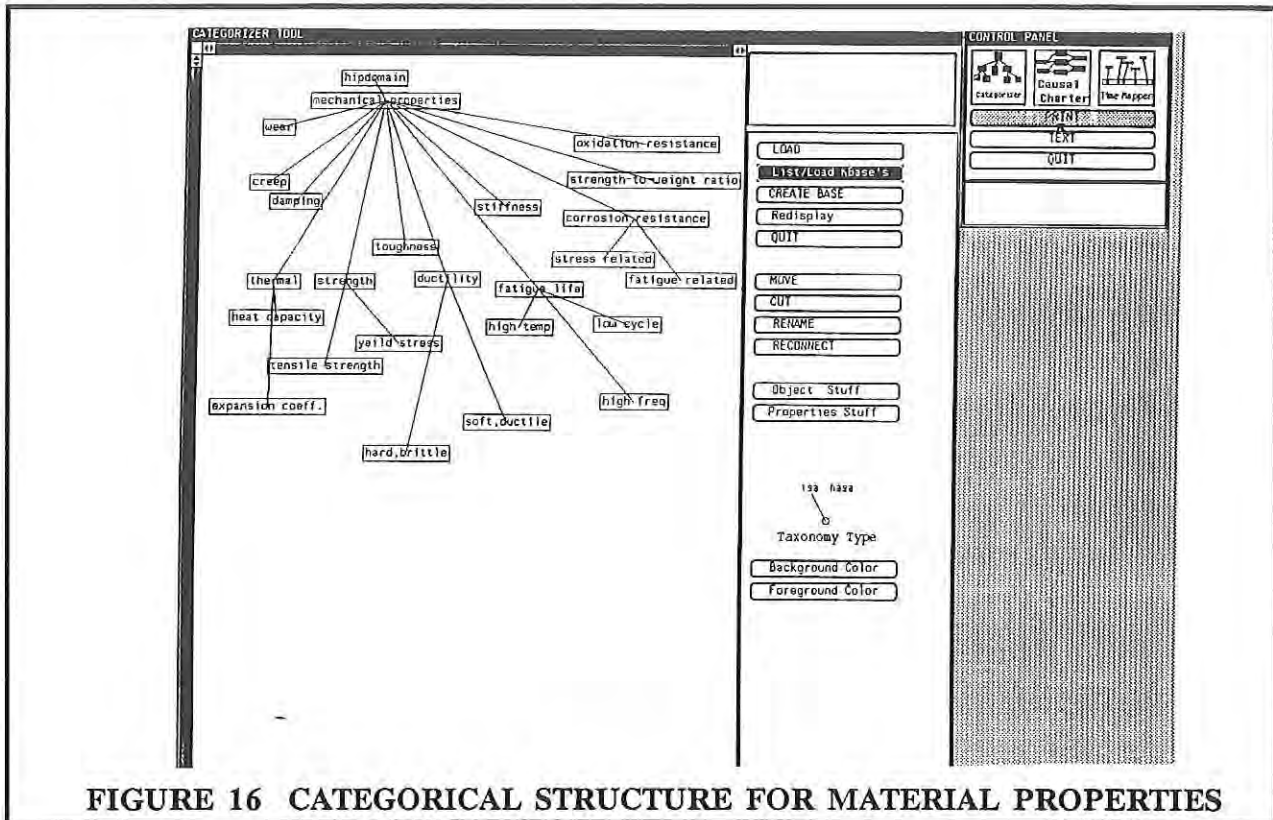 CATEGORIZER TOOL
hipdomain
mechanical properties
wear
oxidation resistance
creep
strength-to-weight ratio
damping
stiffness
corrosion resistance
toughness
stress related
thermal
strength
ductility
fatigue related
fatigue life
heat capacity
high temp
low cycle
yeild stress
tensile strength
expansion coeff.
high freq
soft,ductile
hard,brittle
LOAD
List/Load Kbase's
CREATE BASE
Redisplay
QUIT
MOVE
CUT
RENAME
RECONNECT
Object Stuff
Properties Stuff
isa hasa
Taxonomy Type
Background Color
Foreground Color
CONTROL PANEL
Categorizer
Causal
Charter
Time Mapper
PRINT
TEXT
QUIT
FIGURE 16 CATEGORICAL STRUCTURE FOR MATERIAL PROPERTIES